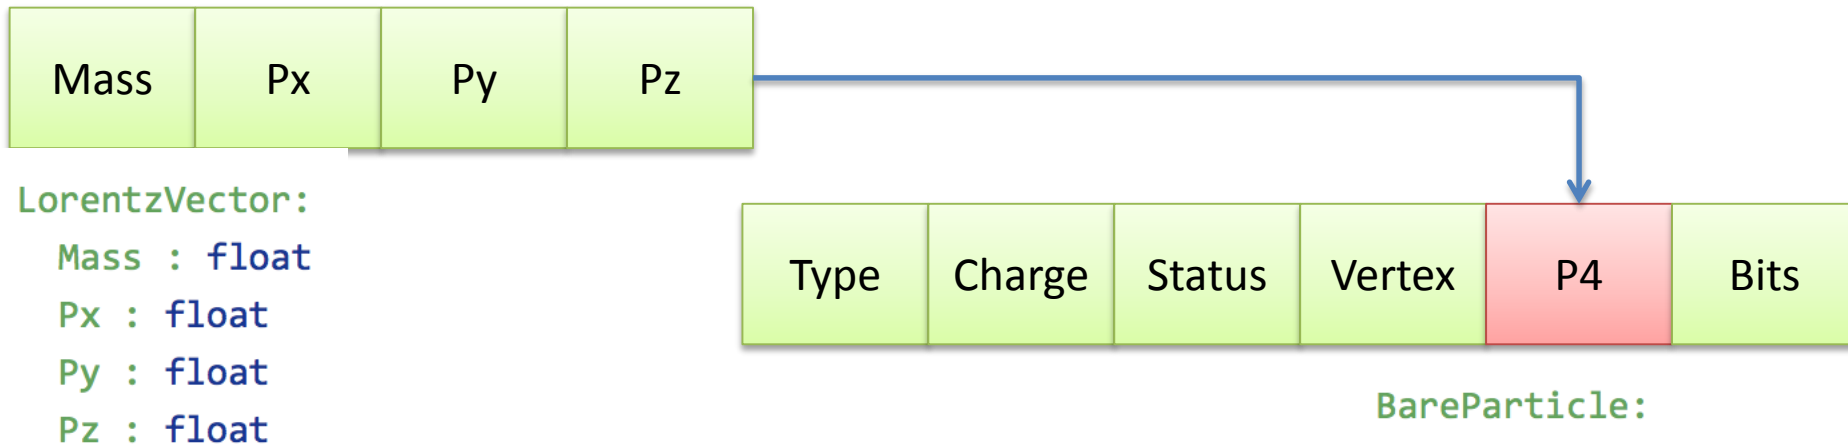 Mass Px Py Pz
LorentzVector:
Mass : float
Px : float
Py : float
Pz : float
Type Charge Status Vertex P4 Bits
BareParticle: